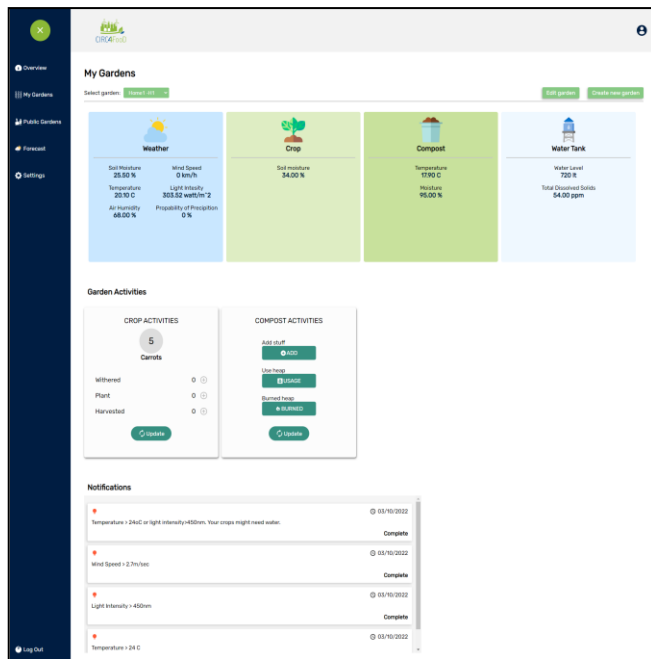 CIRC4FooD
Overview
My Gardens
Public Gardens
Forecast
Settings
Log Out
My Gardens
Select garden:
Edit garden
Create new garden
Weather
Soil Moisture
25.50 %
Wind Speed
0 km/h
Temperature
20.10 C
Light Intesity
303.52 watt/m^2
Air Humidity
68.00 %
Propability of Precipition
0 %
Crop
Soil moisture
34.00 %
Compost
Temperature
17.90 C
Moisture
95.00 %
Water Tank
Water Level
720 lt
Total Dissolved Solids
54.00 ppm
Garden Activities
CROP ACTIVITIES
5
Carrots
Withered 0
Plant 0
Harvested 0
Update
COMPOST ACTIVITIES
Add stuff
ADD
Use heap
USAGE
Burned heap
BURNED
Update
Notifications
03/10/2022
Temperature > 24oC or light intensity>450nm. Your crops might need water.
Complete
03/10/2022
Wind Speed > 2.7m/sec
Complete
03/10/2022
Light Intensity > 450nm
Complete
03/10/2022
Temperature > 24 C